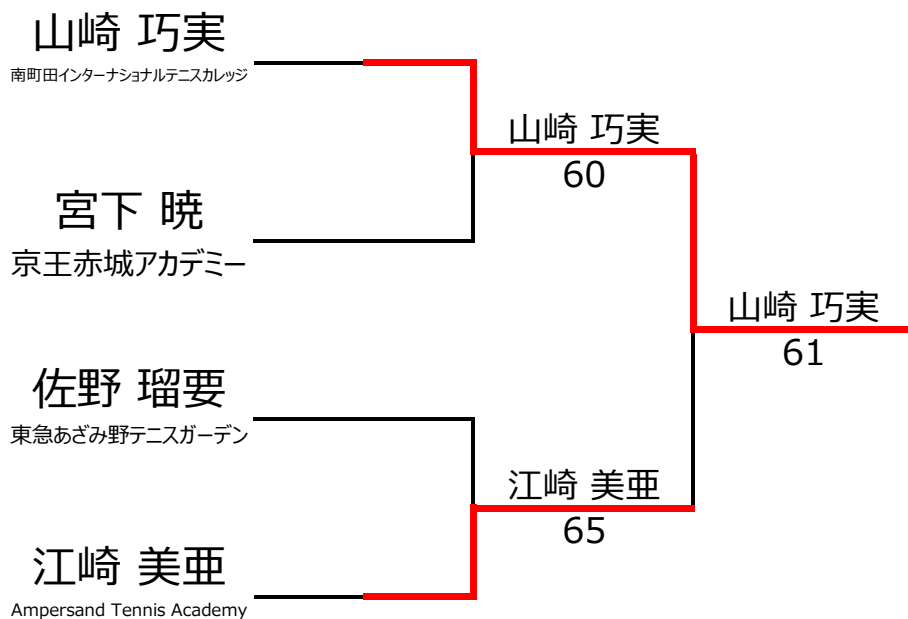 山崎 巧実
南町田インターナショナルテニスカレッジ
山崎 巧実
60
宮下 暁
京王赤城アカデミー
山崎 巧実
61
佐野 瑠要
東急あざみ野テニスガーデン
江崎 美亜
65
江崎 美亜
Ampersand Tennis Academy